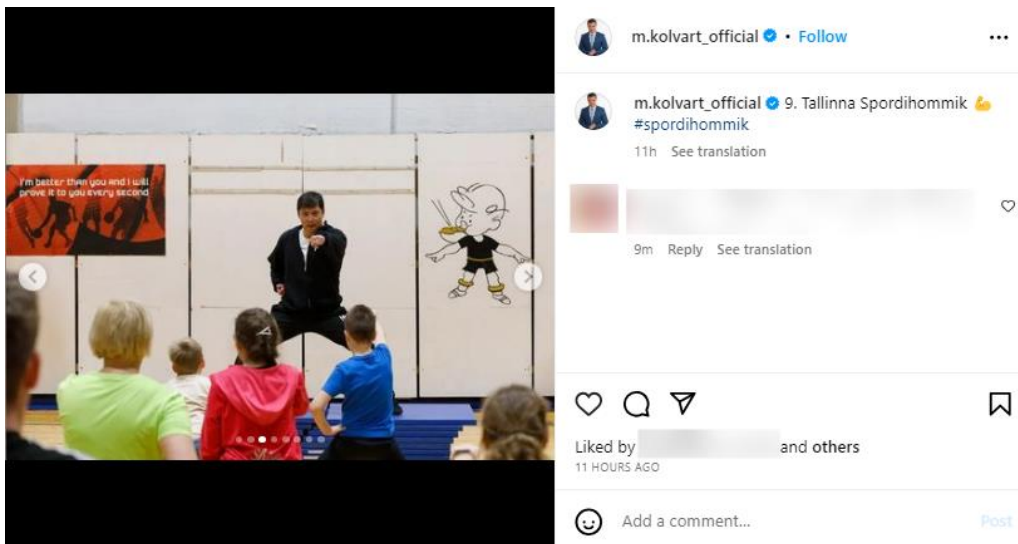 I'm better than you and I will
prove it to you every second
m.kolvart_official • Follow
m.kolvart_official 9. Tallinna Spordihommik 💪
#spordihommik
11h See translation
9m Reply See translation
Liked by and others
11 HOURS AGO
Add a comment...
Post